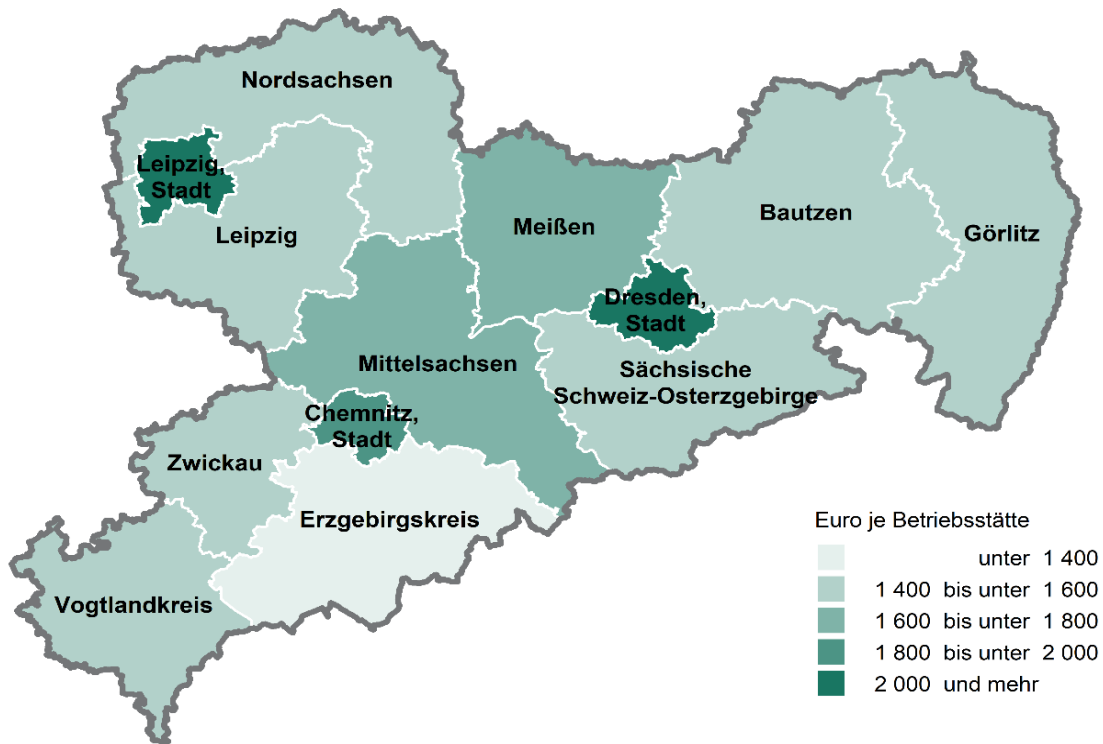 Nordsachsen
Leipzig,
Stadt
Leipzig
Meißen
Bautzen
Görlitz
Dresden,
Stadt
Mittelsachsen
Sächsische
Schweiz-Osterzgebirge
Chemnitz,
Stadt
Zwickau
Erzgebirgskreis
Vogtlandkreis
Euro je Betriebsstätte
unter 1 400
1 400 bis unter 1 600
1 600 bis unter 1 800
1 800 bis unter 2 000
2 000 und mehr